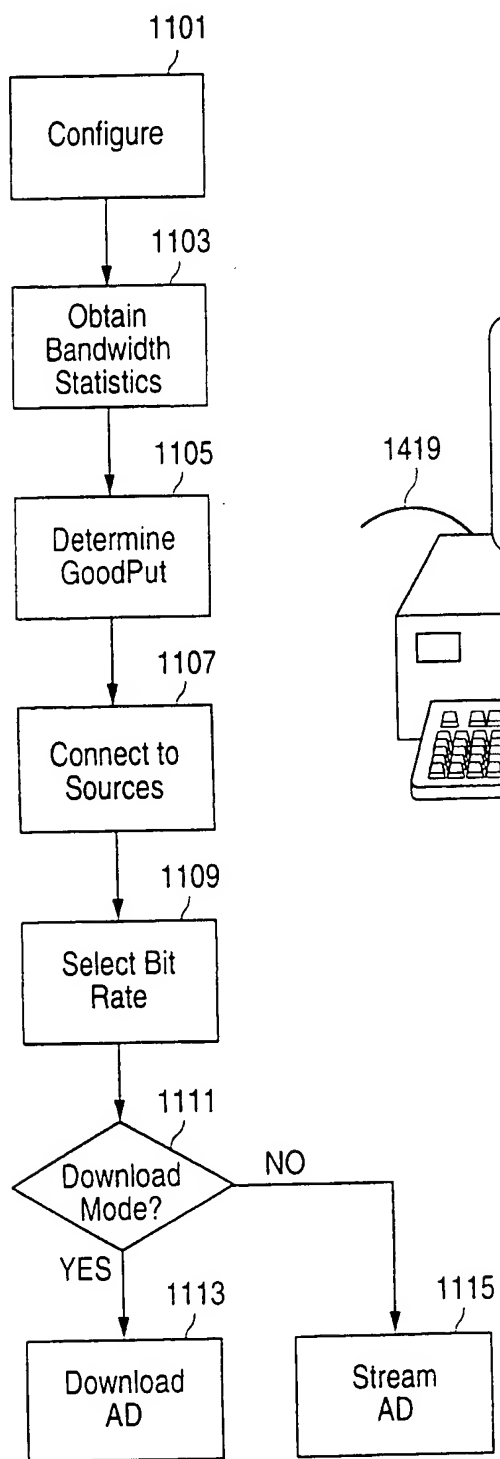 1101
Configure
1103
Obtain
Bandwidth
Statistics
1105
Determine
GoodPut
1419
1107
Connect to
Sources
1109
Select Bit
Rate
1111
Download
Mode?
NO
YES
1113
Download
AD
1115
Stream
AD